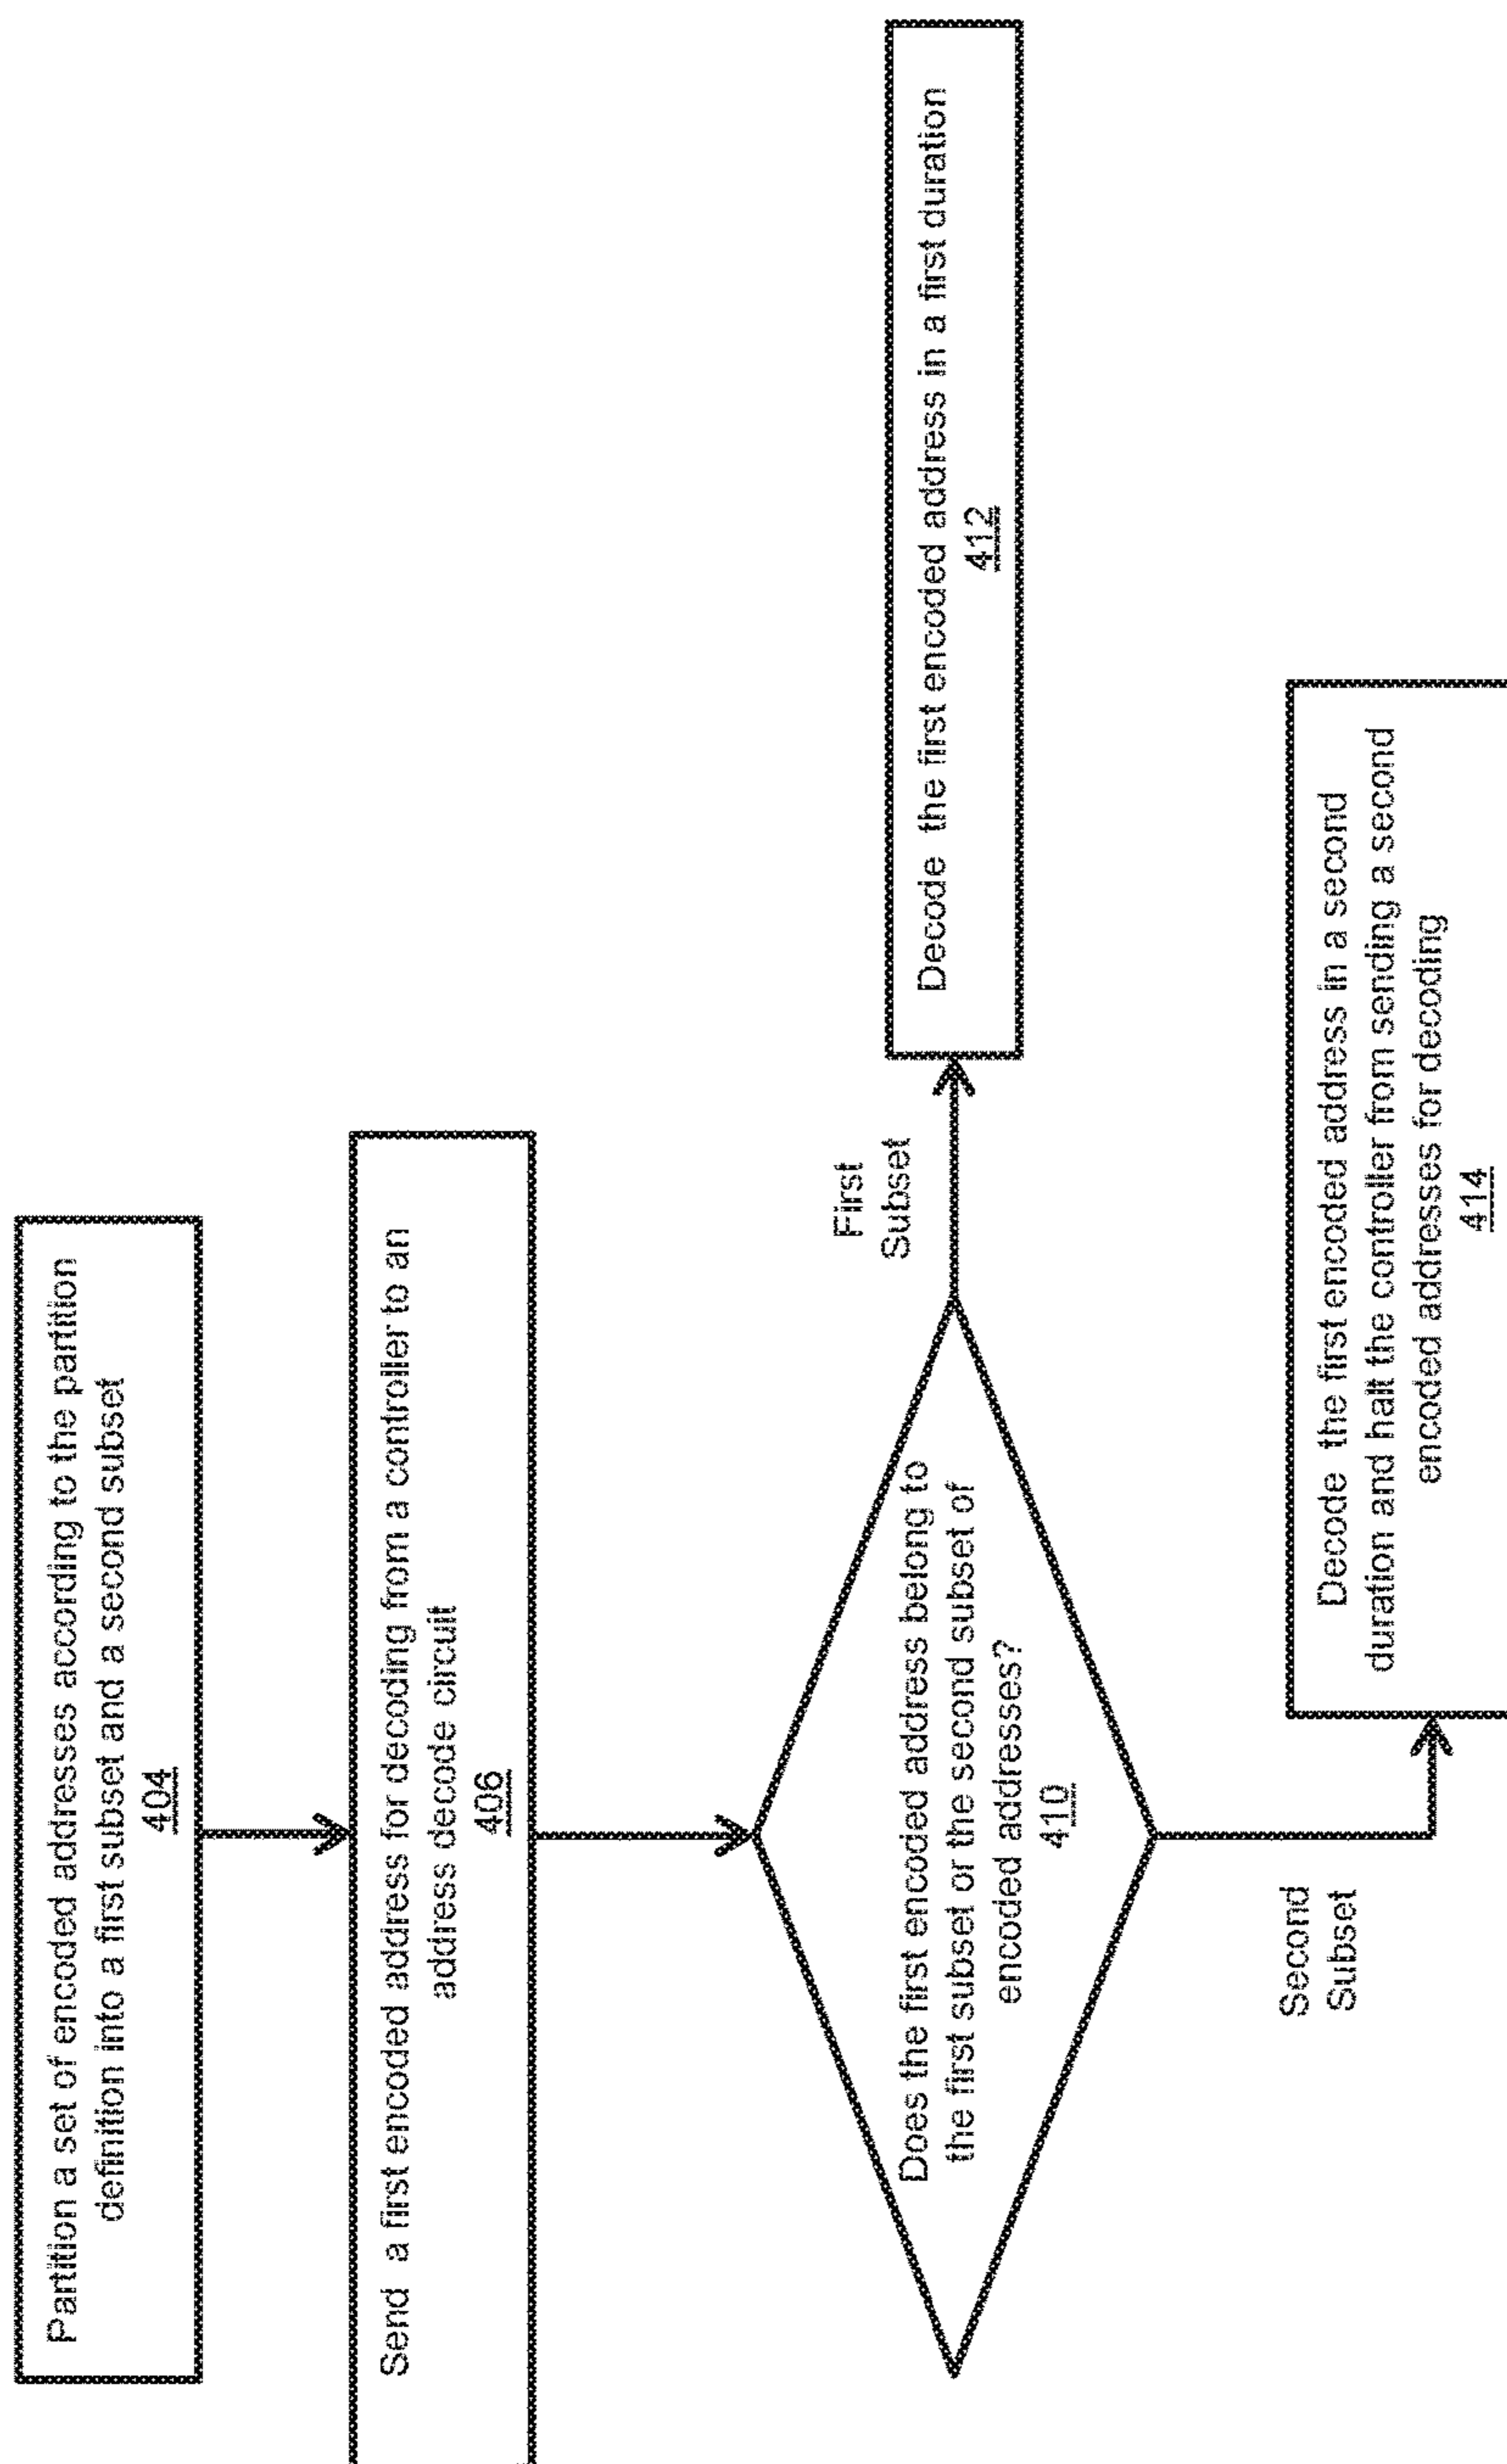 Partition a set of encoded addresses according to the partition
definition into a first subset and a second subset
404
Send a first encoded address for decoding from a controller to an
address decode circuit
406
Does the first encoded address belong to
the first subset or the second subset of
encoded addresses?
410
First
Subset
Decode the first encoded address in a first duration
412
Second
Subset
Decode the first encoded address in a second
duration and halt the controller from sending a second
encoded addresses for decoding
414